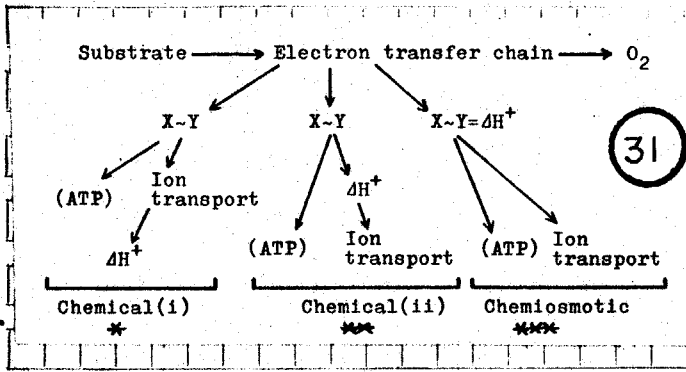 Substrate → Electron transfer chain → O₂
X~Y X~Y X~Y=ΔH⁺
31
(ATP) Ion transport
ΔH⁺
ΔH⁺
(ATP) Ion transport
(ATP) Ion transport
Chemical(i) Chemical(ii) Chemiosmotic
* ** ***